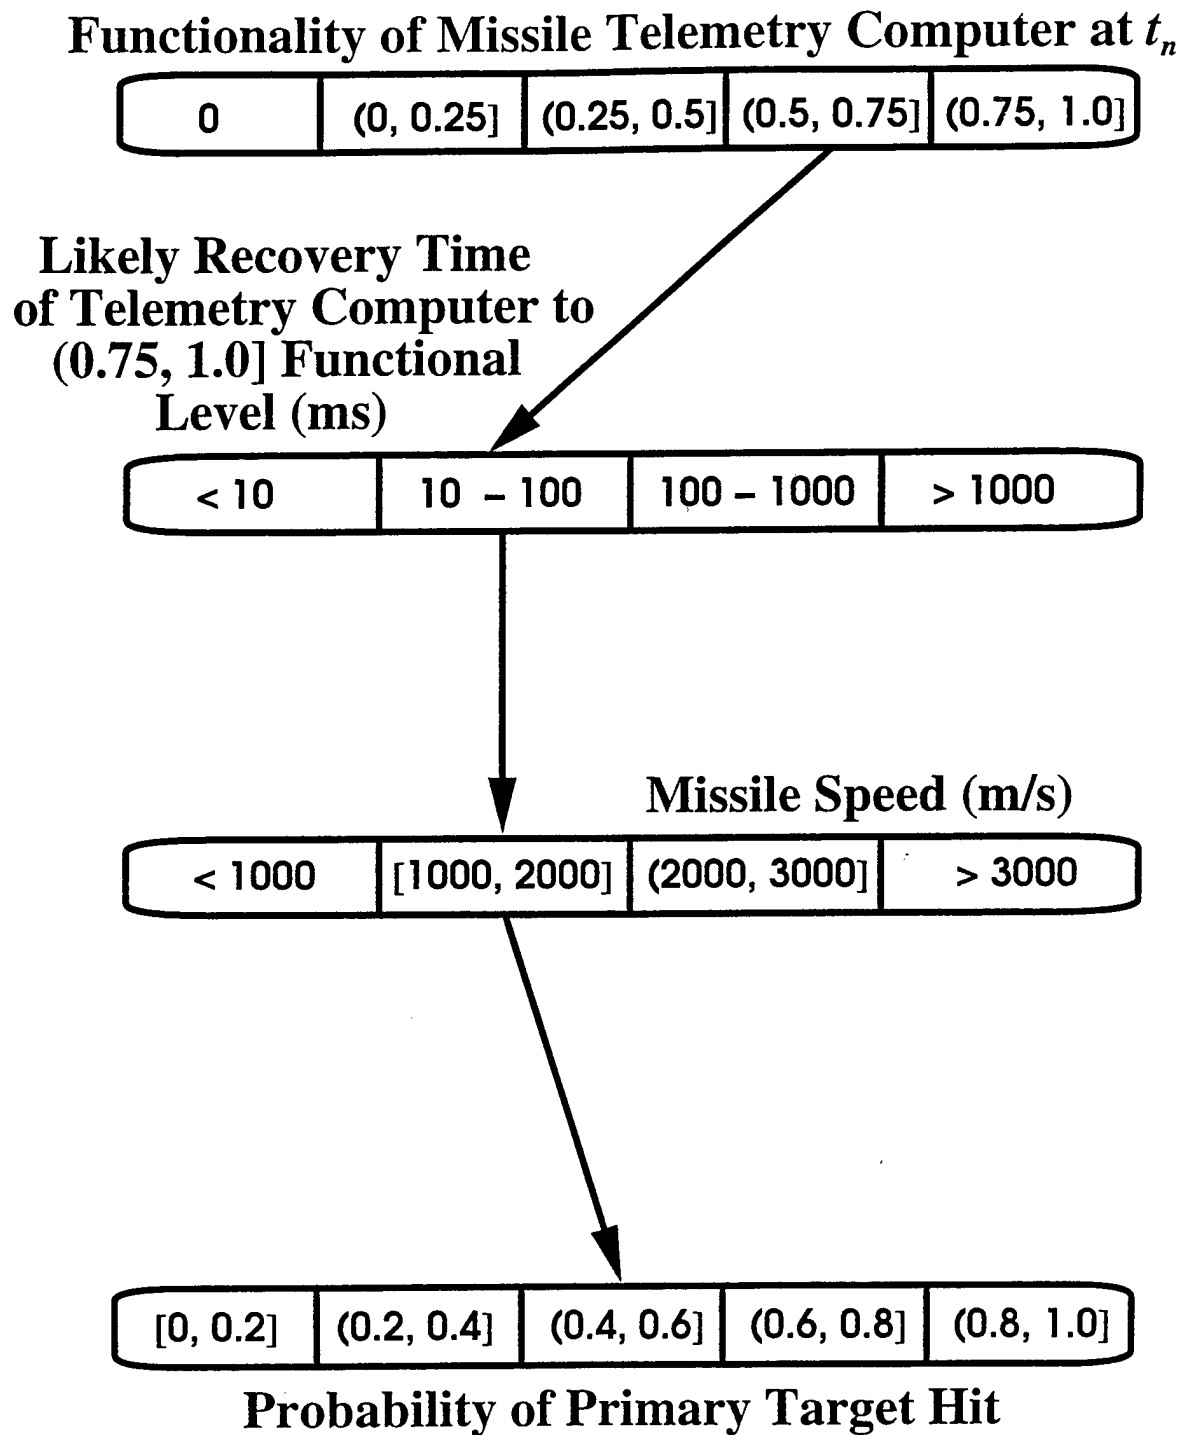 Functionality of Missile Telemetry Computer at tn
0 (0, 0.25] (0.25, 0.5] (0.5, 0.75] (0.75, 1.0]
Likely Recovery Time
of Telemetry Computer to
(0.75, 1.0] Functional
Level (ms)
< 10 10 – 100 100 – 1000 > 1000
Missile Speed (m/s)
< 1000 [1000, 2000] (2000, 3000] > 3000
[0, 0.2] (0.2, 0.4] (0.4, 0.6] (0.6, 0.8] (0.8, 1.0]
Probability of Primary Target Hit